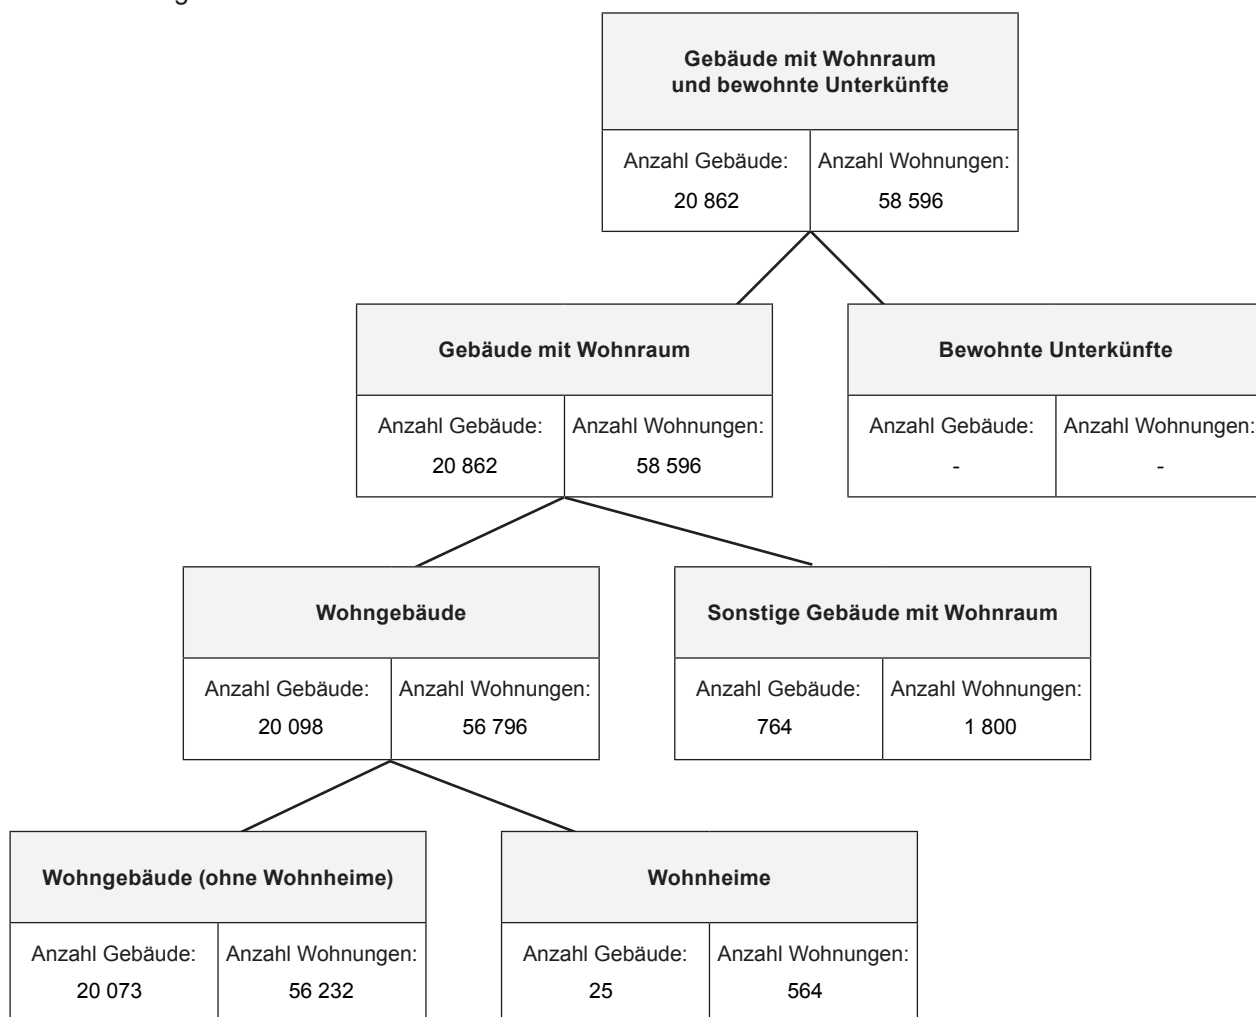 Gebäude mit Wohnraum
und bewohnte Unterkünfte
Anzahl Gebäude: Anzahl Wohnungen:
20 862 58 596
Gebäude mit Wohnraum
Anzahl Gebäude: Anzahl Wohnungen:
20 862 58 596
Bewohnte Unterkünfte
Anzahl Gebäude: Anzahl Wohnungen:
- -
Wohngebäude
Anzahl Gebäude: Anzahl Wohnungen:
20 098 56 796
Sonstige Gebäude mit Wohnraum
Anzahl Gebäude: Anzahl Wohnungen:
764 1 800
Wohngebäude (ohne Wohnheime)
Anzahl Gebäude: Anzahl Wohnungen:
20 073 56 232
Wohnheime
Anzahl Gebäude: Anzahl Wohnungen:
25 564